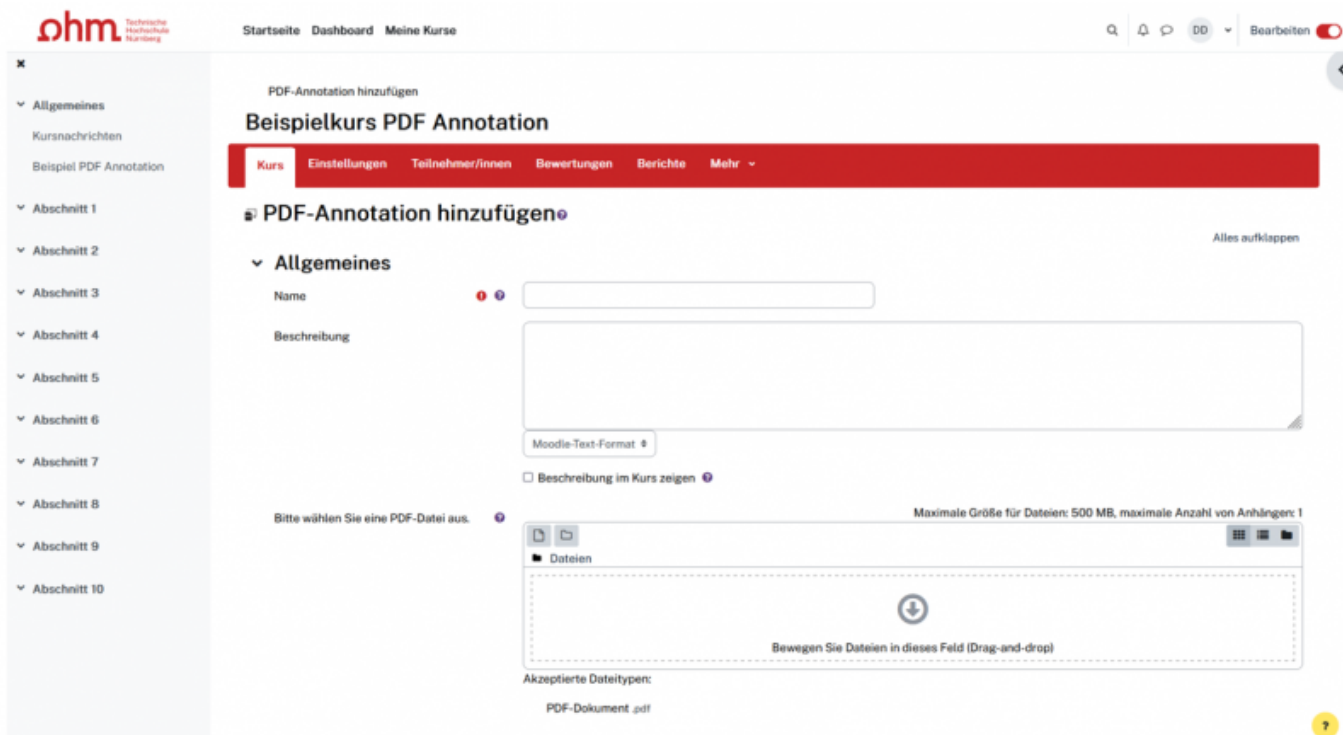 ohm Technische Hochschule Nürnberg
Startseite Dashboard Meine Kurse
DD
Bearbeiten
Allgemeines
Kursnachrichten
Beispiel PDF Annotation
Abschnitt 1
Abschnitt 2
Abschnitt 3
Abschnitt 4
Abschnitt 5
Abschnitt 6
Abschnitt 7
Abschnitt 8
Abschnitt 9
Abschnitt 10
PDF-Annotation hinzufügen
Beispielkurs PDF Annotation
Kurs Einstellungen Teilnehmer/innen Bewertungen Berichte Mehr
PDF-Annotation hinzufügen
Alles aufklappen
Allgemeines
Name
Beschreibung
Moodle-Text-Format
Beschreibung im Kurs zeigen
Bitte wählen Sie eine PDF-Datei aus.
Maximale Größe für Dateien: 500 MB, maximale Anzahl von Anhängen: 1
Dateien
Bewegen Sie Dateien in dieses Feld (Drag-and-drop)
Akzeptierte Dateitypen:
PDF-Dokument .pdf
?